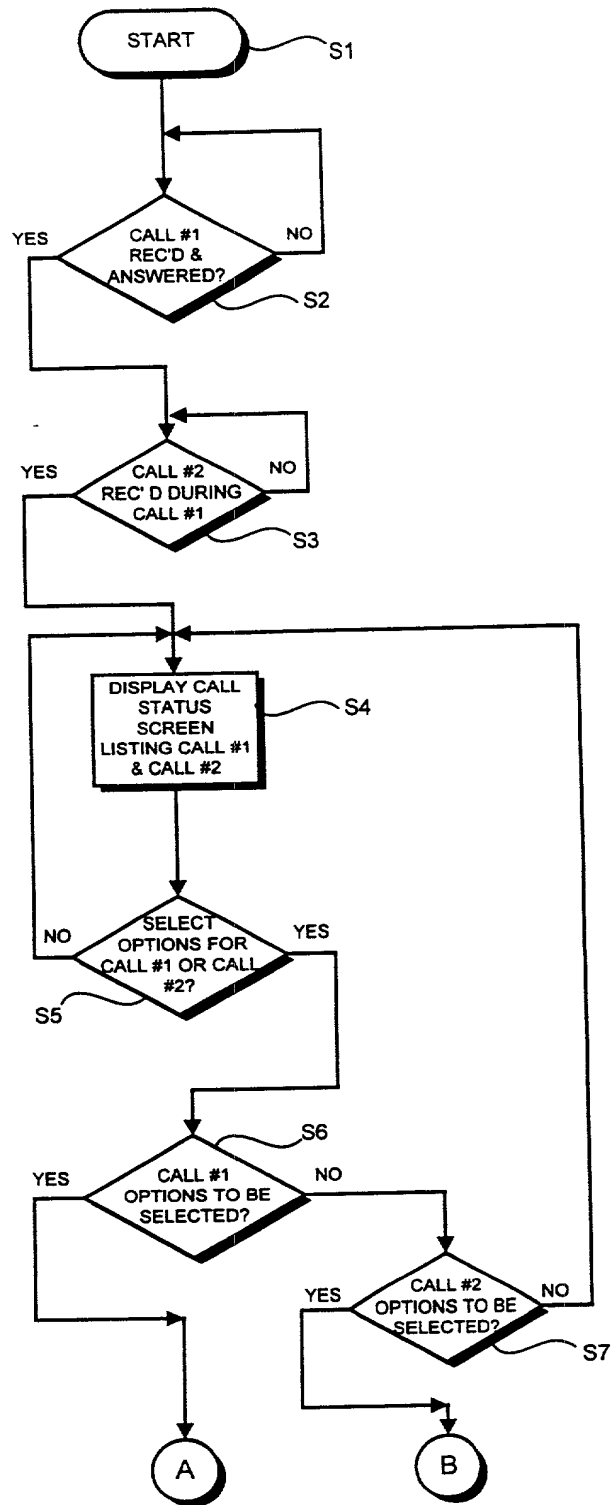 START
S1
CALL #1
REC'D &
ANSWERED?
YES
NO
S2
CALL #2
REC' D DURING
CALL #1
YES
NO
S3
DISPLAY CALL
STATUS
SCREEN
LISTING CALL #1
& CALL #2
S4
SELECT
OPTIONS FOR
CALL #1 OR CALL
#2?
NO
YES
S5
S6
CALL #1
OPTIONS TO BE
SELECTED?
YES
NO
CALL #2
OPTIONS TO BE
SELECTED?
YES
NO
S7
A
B